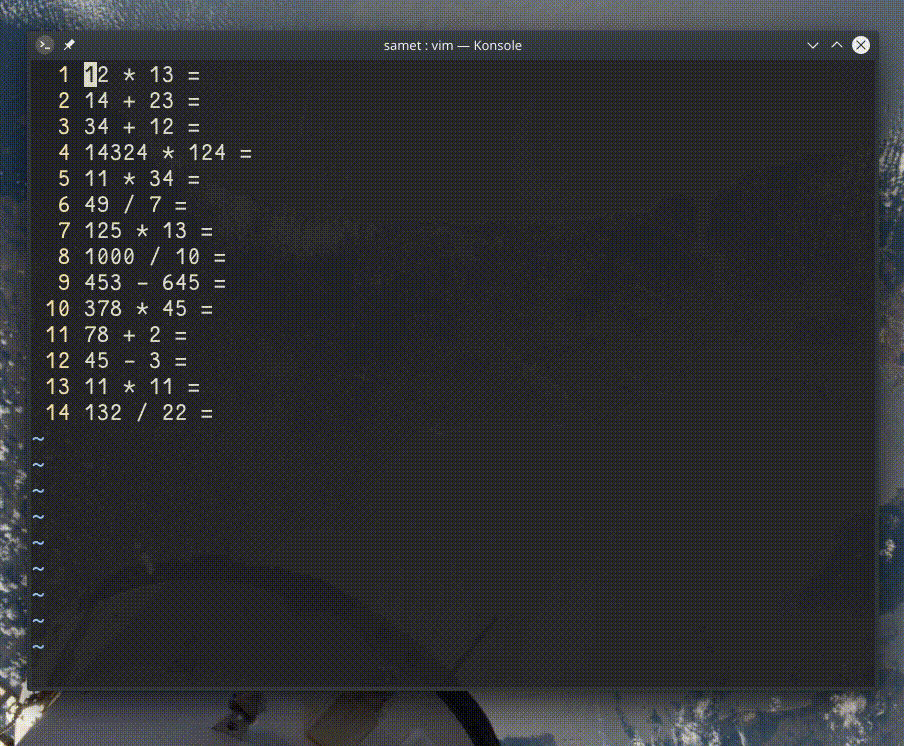 samet : vim — Konsole
1 12 * 13 =
2 14 + 23 =
3 34 + 12 =
4 14324 * 124 =
5 11 * 34 =
6 49 / 7 =
7 125 * 13 =
8 1000 / 10 =
9 453 - 645 =
10 378 * 45 =
11 78 + 2 =
12 45 - 3 =
13 11 * 11 =
14 132 / 22 =
~
~
~
~
~
~
~
~
~